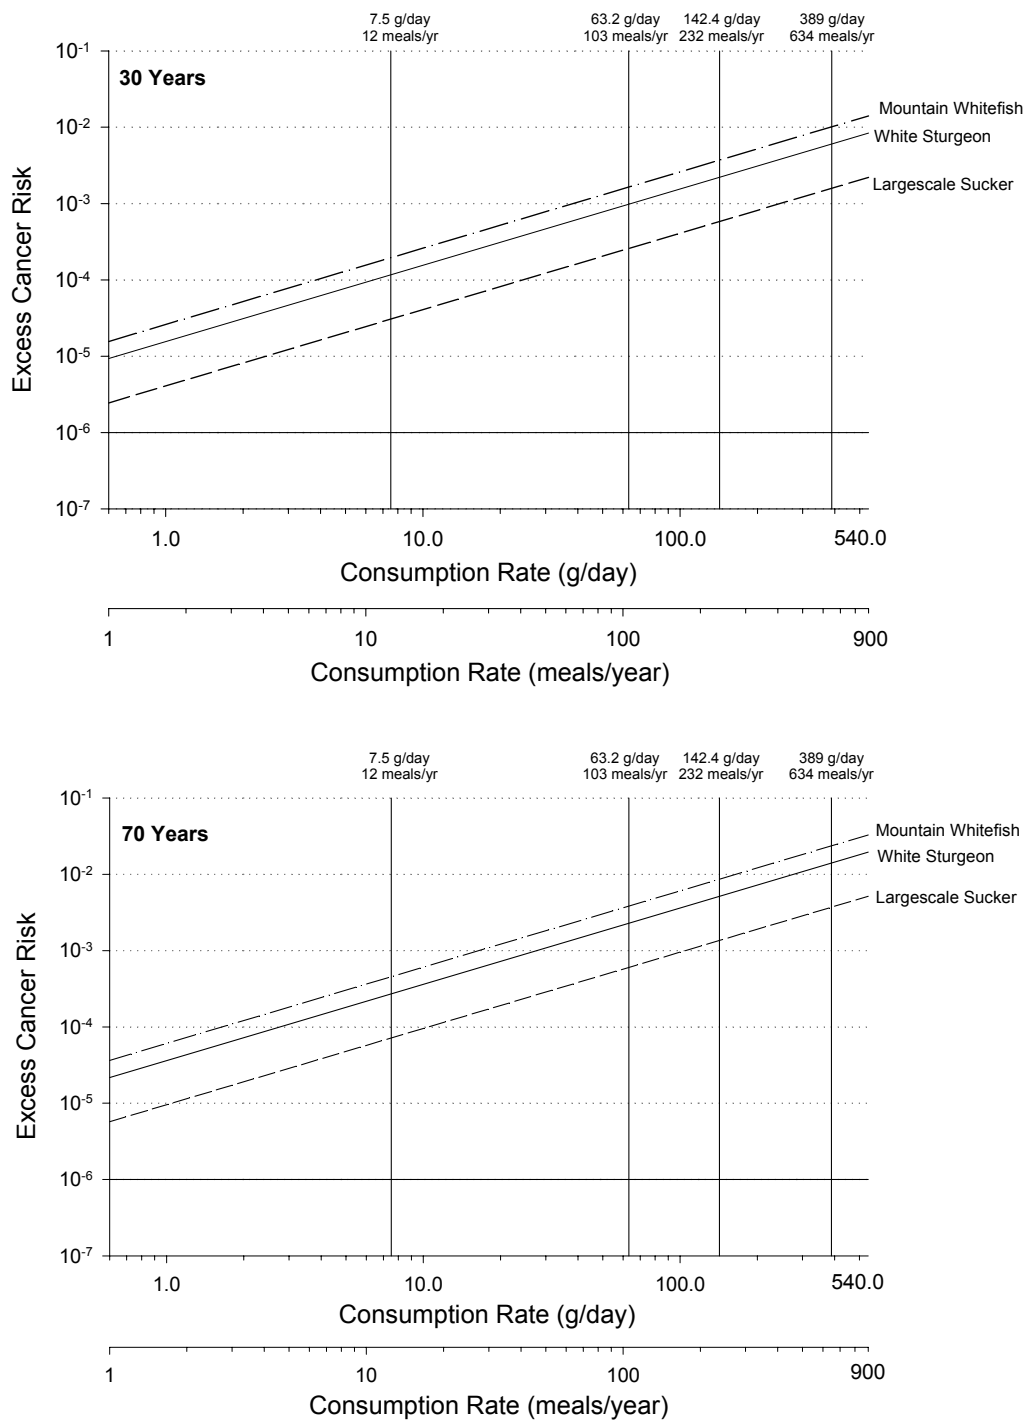 7.5 g/day 63.2 g/day 142.4 g/day 389 g/day
12 meals/yr 103 meals/yr 232 meals/yr 634 meals/yr
10-1
30 Years
Mountain Whitefish
10-2
White Sturgeon
Largescale Sucker
10-3
10-4
10-5
10-6
10-7
Excess Cancer Risk
1.0 10.0 100.0 540.0
Consumption Rate (g/day)
1 10 100 900
Consumption Rate (meals/year)
7.5 g/day 63.2 g/day 142.4 g/day 389 g/day
12 meals/yr 103 meals/yr 232 meals/yr 634 meals/yr
10-1
70 Years
Mountain Whitefish
White Sturgeon
10-2
Largescale Sucker
10-3
10-4
10-5
10-6
10-7
Excess Cancer Risk
1.0 10.0 100.0 540.0
Consumption Rate (g/day)
1 10 100 900
Consumption Rate (meals/year)